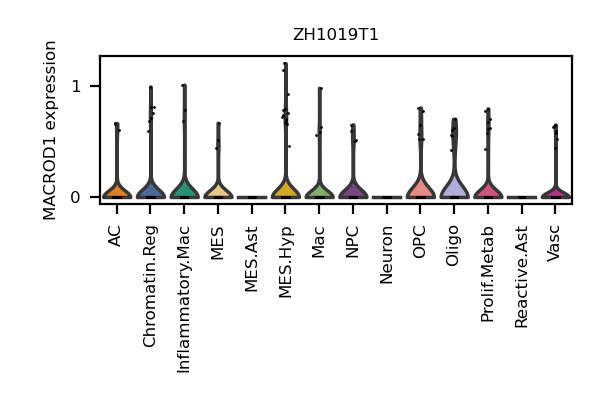 ZH1019T1
MACROD1 expression
1
0
AC
Chromatin.Reg
Inflammatory.Mac
MES
MES.Ast
MES.Hyp
Mac
NPC
Neuron
OPC
Oligo
Prolif.Metab
Reactive.Ast
Vasc